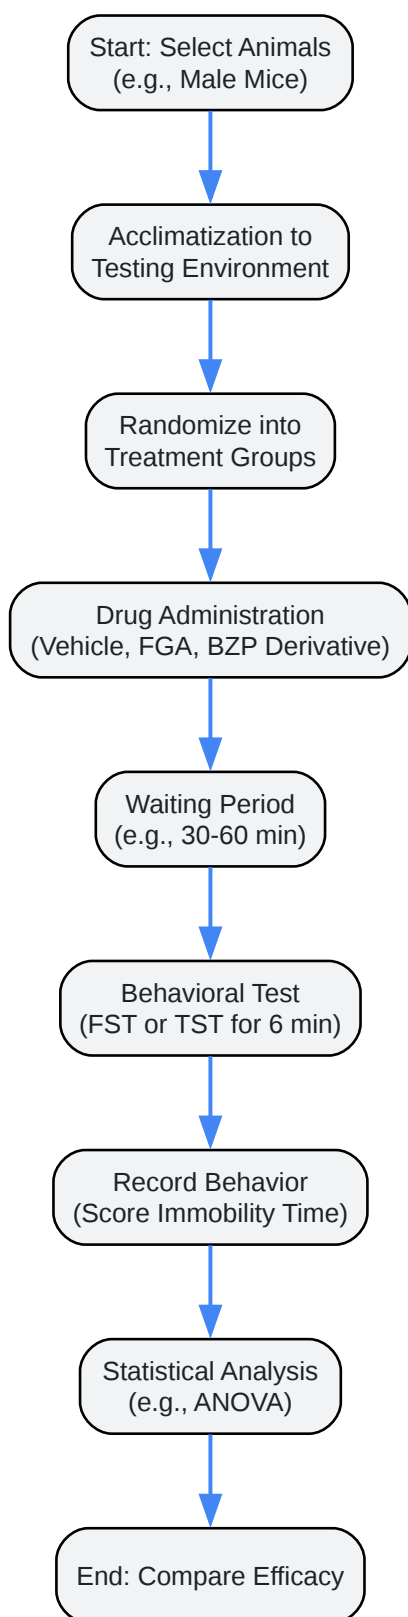 Start: Select Animals
(e.g., Male Mice)
Acclimatization to
Testing Environment
Randomize into
Treatment Groups
Drug Administration
(Vehicle, FGA, BZP Derivative)
Waiting Period
(e.g., 30-60 min)
Behavioral Test
(FST or TST for 6 min)
Record Behavior
(Score Immobility Time)
Statistical Analysis
(e.g., ANOVA)
End: Compare Efficacy